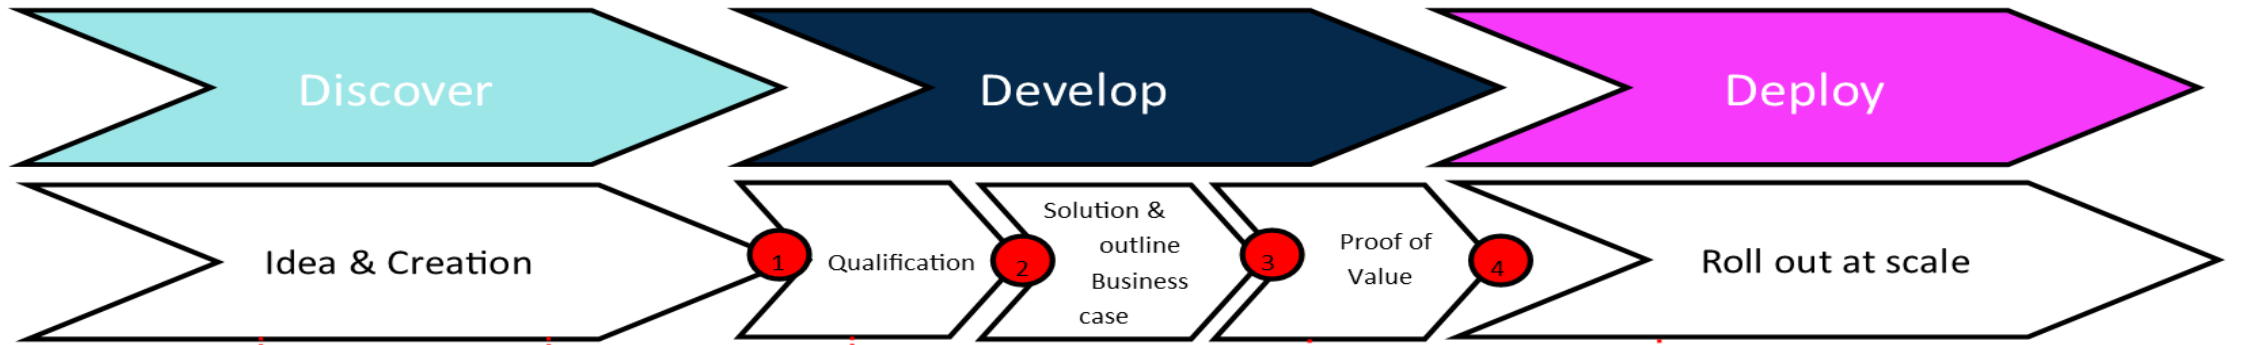 Discover
Develop
Deploy
Idea & Creation
1
Qualification
2
Solution &
outline
Business
case
3
Proof of
Value
4
Roll out at scale